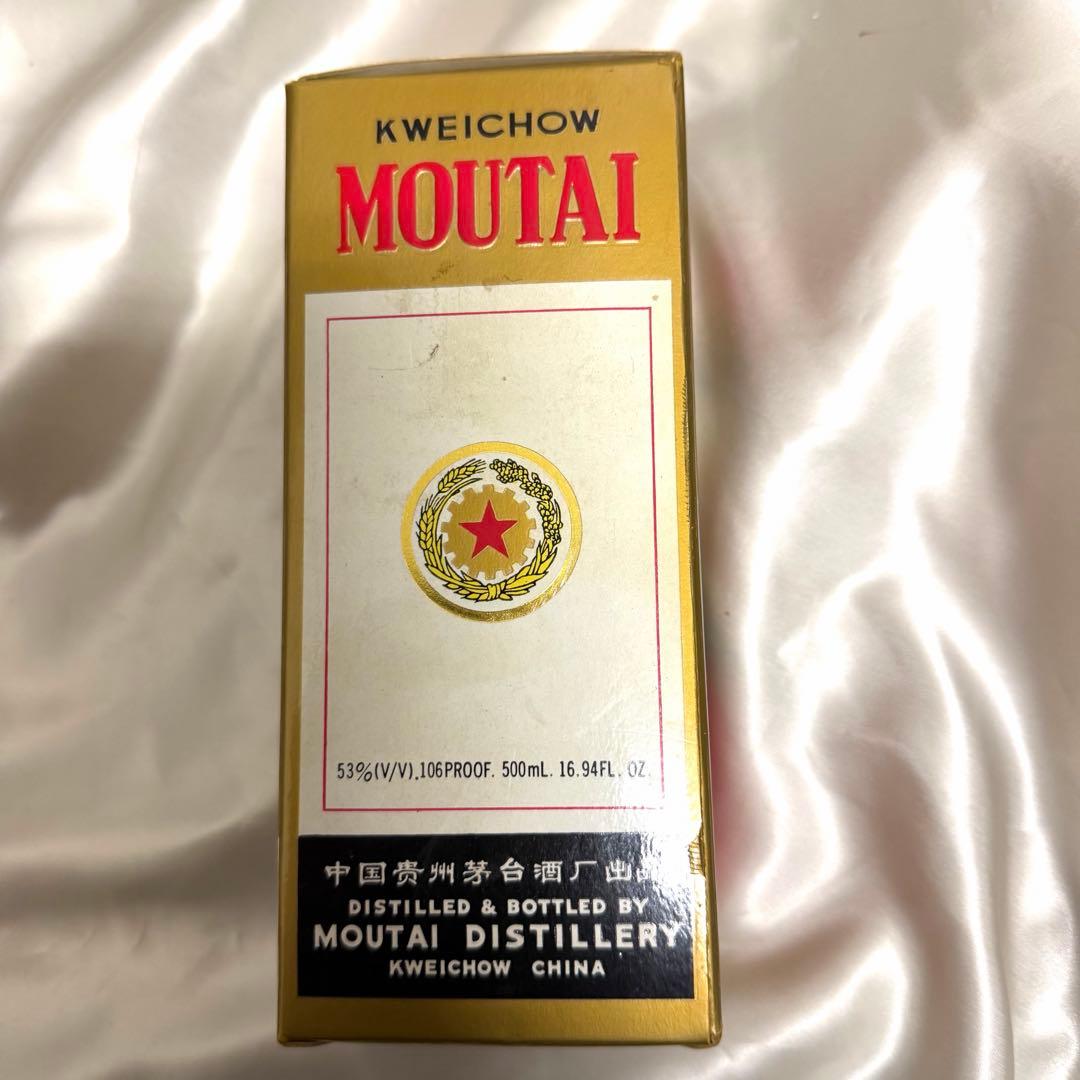 KWEICHOW
MOUTAI
53%(V/V).106PROOF. 500mL. 16.94FL. OZ.
中国贵州茅台酒厂出品
DISTILLED & BOTTLED BY
MOUTAI DISTILLERY
KWEICHOW CHINA